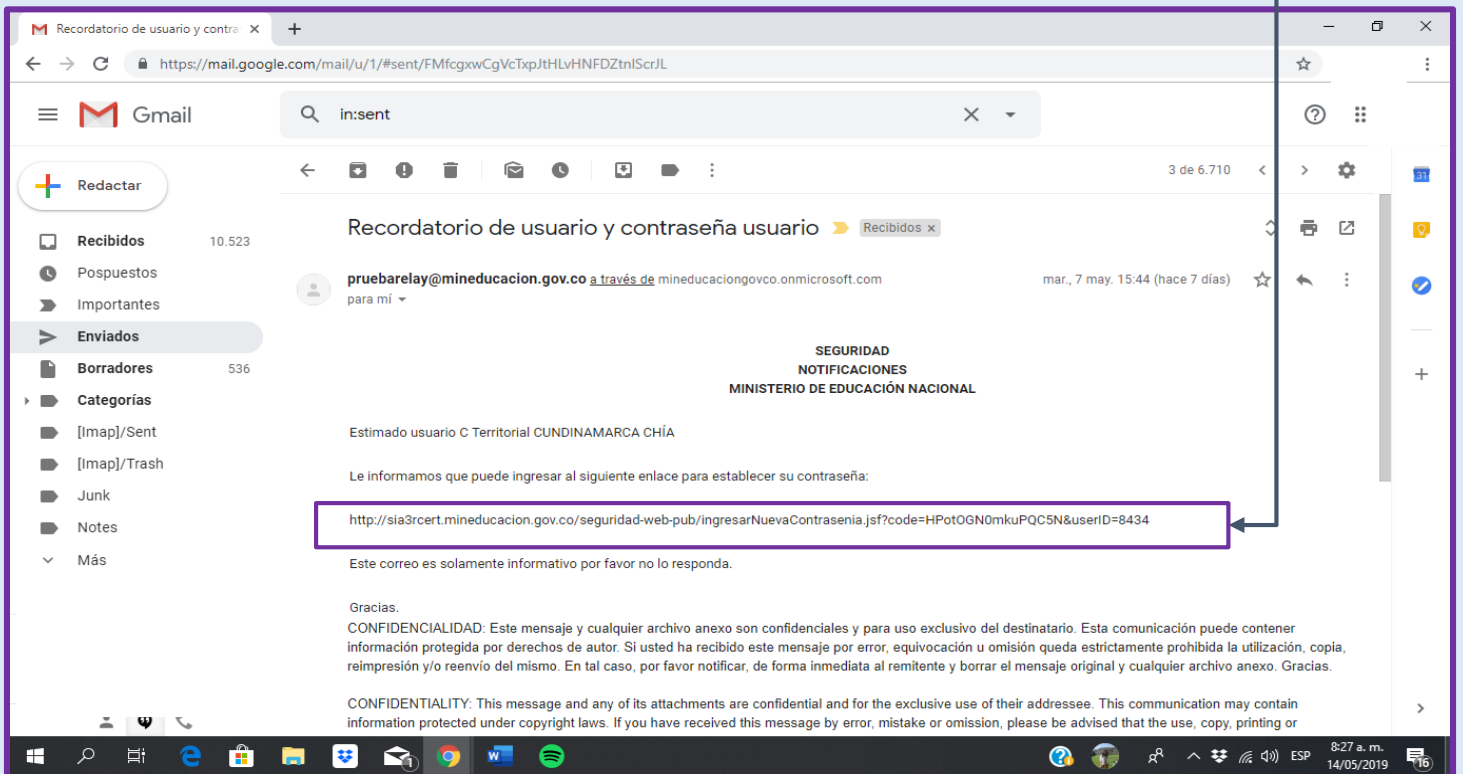 Recordatorio de usuario y contra
https://mail.google.com/mail/u/1/#sent/FMfcgxwCgVcTxpJtHLvHNFDZtnlScrJL
Gmail
in:sent
Redactar
3 de 6.710
31
Recordatorio de usuario y contraseña usuario
Recibidos x
Recibidos 10.523
Pospuestos
Importantes
Enviados
Borradores 536
Categorías
[Imap]/Sent
[Imap]/Trash
Junk
Notes
Más
pruebarelay@mineducacion.gov.co a través de mineducaciongovco.onmicrosoft.com
mar., 7 may. 15:44 (hace 7 días)
para mí
SEGURIDAD
NOTIFICACIONES
MINISTERIO DE EDUCACIÓN NACIONAL
Estimado usuario C Territorial CUNDINAMARCA CHÍA
Le informamos que puede ingresar al siguiente enlace para establecer su contraseña:
http://sia3rcert.mineducacion.gov.co/seguridad-web-pub/ingresarNuevaContrasenia.jsf?code=HPotOGN0mkuPQC5N&userID=8434
Este correo es solamente informativo por favor no lo responda.
Gracias.
CONFIDENCIALIDAD: Este mensaje y cualquier archivo anexo son confidenciales y para uso exclusivo del destinatario. Esta comunicación puede contener
información protegida por derechos de autor. Si usted ha recibido este mensaje por error, equivocación u omisión queda estrictamente prohibida la utilización, copia,
reimpresión y/o reenvío del mismo. En tal caso, por favor notificar, de forma inmediata al remitente y borrar el mensaje original y cualquier archivo anexo. Gracias.
CONFIDENTIALITY: This message and any of its attachments are confidential and for the exclusive use of their addressee. This communication may contain
information protected under copyright laws. If you have received this message by error, mistake or omission, please be advised that the use, copy, printing or
ESP
8:27 a. m.
14/05/2019
16